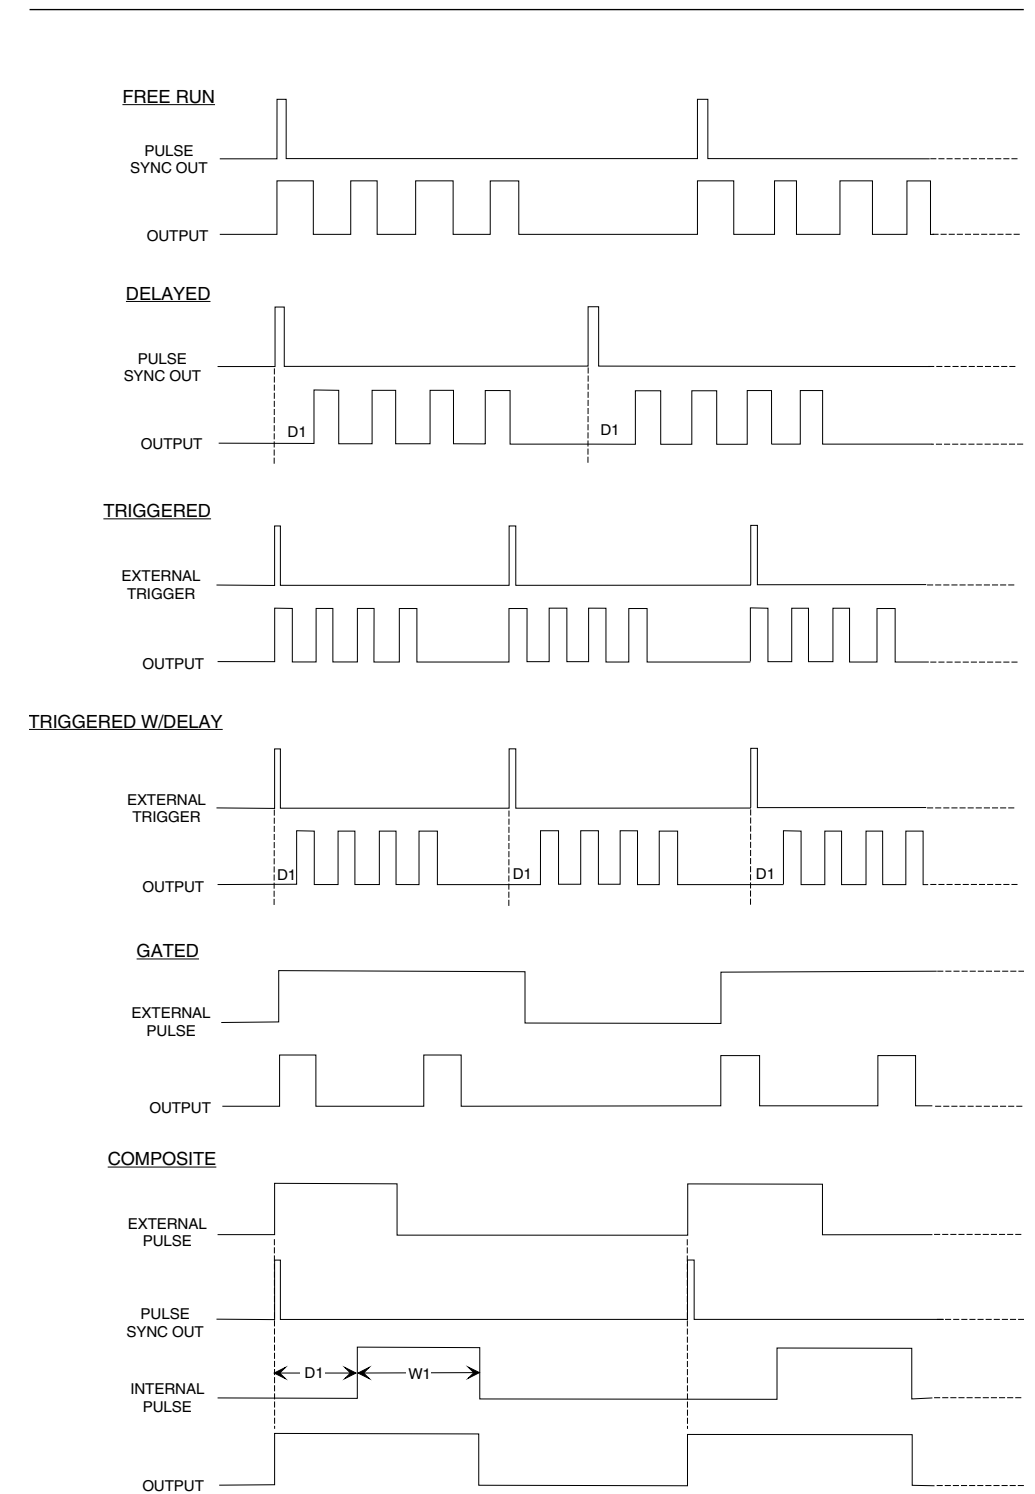 FREE RUN
PULSE
SYNC OUT
OUTPUT
DELAYED
PULSE
SYNC OUT
D1
D1
OUTPUT
TRIGGERED
EXTERNAL
TRIGGER
OUTPUT
TRIGGERED W/DELAY
EXTERNAL
TRIGGER
D1
D1
D1
OUTPUT
GATED
EXTERNAL
PULSE
OUTPUT
COMPOSITE
EXTERNAL
PULSE
PULSE
SYNC OUT
D1
W1
INTERNAL
PULSE
OUTPUT